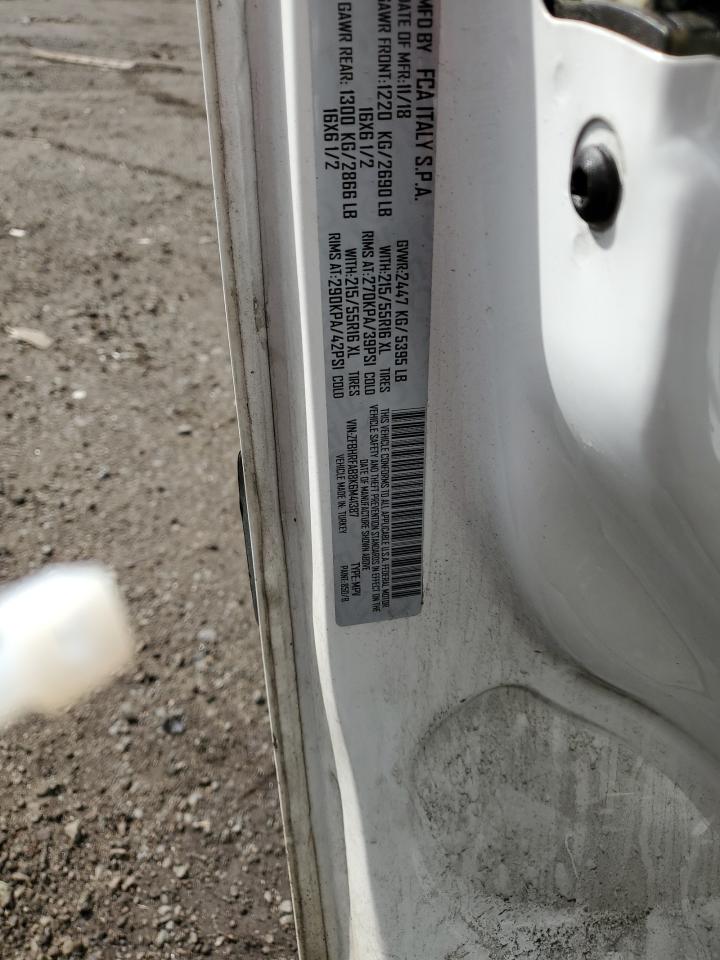 MFD BY FCA ITALY S.P.A.
DATE OF MFR:11/18 GVWR:2447 KG/5395 LB
GAWR FRONT:1220 KG/2690 LB WITH:215/55R16 XL TIRES
16X6 1/2 RIMS AT:270KPA/39PSI COLD
GAWR REAR: 1300 KG/2866 LB WITH:215/55R16 XL TIRES
16X6 1/2 RIMS AT:290KPA/42PSI COLD
THIS VEHICLE CONFORMS TO ALL APPLICABLE U.S.A. FEDERAL MOTOR
VEHICLE SAFETY AND THEFT PREVENTION STANDARDS IN EFFECT ON THE
DATE OF MANUFACTURE SHOWN ABOVE
VIN:ZFBHRFAB8K6M41387 TYPE:MPV
VEHICLE MADE IN: TURKEY PAINT: